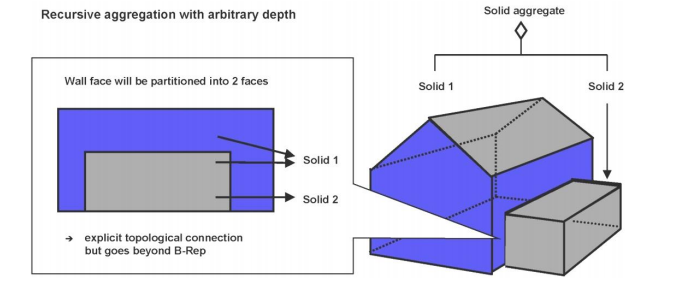 Recursive aggregation with arbitrary depth
Solid aggregate
Wall face will be partitioned into 2 faces
Solid 1
Solid 2
Solid 1
Solid 2
→ explicit topological connection
but goes beyond B-Rep